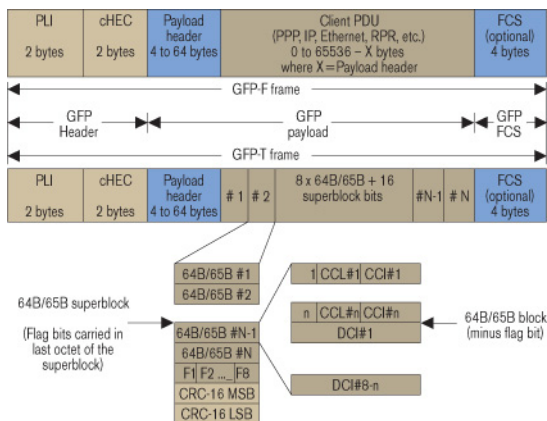 PLI
2 bytes
cHEC
2 bytes
Payload
header
4 to 64 bytes
Client PDU
(PPP, IP, Ethernet, RPR, etc.)
0 to 65536 – X bytes
where X=Payload header
FCS
(optional)
4 bytes
GFP-F frame
GFP
Header
GFP
payload
GFP
FCS
GFP-T frame
PLI
2 bytes
cHEC
2 bytes
Payload
header
4 to 64 bytes
# 1
# 2
8 x 64B/65B + 16
superblock bits
#N-1
# N
FCS
(optional)
4 bytes
64B/65B superblock
(Flag bits carried in
last octet of the
superblock)
64B/65B #1
64B/65B #2
64B/65B #N-1
64B/65B #N
F1 F2 ... F8
CRC-16 MSB
CRC-16 LSB
1 CCL#1 CCI#1
n CCL#n CCI#n
DCI#1
DCI#8-n
64B/65B block
(minus flag bit)